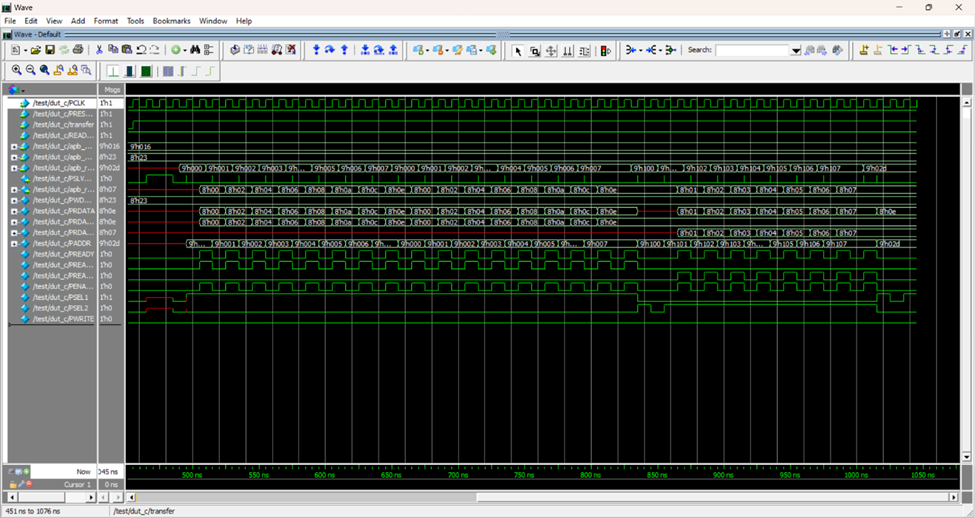 Wave
File Edit View Add Format Tools Bookmarks Window Help
Wave - Default
Search:
Msgs
/test/dut_c/PCLK 1'h1
/test/dut_c/PRES... 1'h1
/test/dut_c/transfer 1'h1
/test/dut_c/READ... 1'h1
/test/dut_c/apb_... 9'h016 9'h016
/test/dut_c/apb_... 8'h23 8'h23
/test/dut_c/apb_r... 9'h02d 9'h000 9'h001 9'h002 9'h003 9'h... 9'h005 9'h006 9'h007 9'h000 9'h001 9'h002 9'h... 9'h004 9'h005 9'h006 9'h007 9'h100 9'h... 9'h102 9'h103 9'h104 9'h105 9'h106 9'h107 9'h02d
/test/dut_c/PSLV... 1'h0
/test/dut_c/apb_r... 8'h07 8'h00 8'h02 8'h04 8'h06 8'h08 8'h0a 8'h0c 8'h0e 8'h00 8'h02 8'h04 8'h06 8'h08 8'h0a 8'h0c 8'h0e 8'h01 8'h02 8'h03 8'h04 8'h05 8'h06 8'h07
/test/dut_c/PWD... 8'h23 8'h23
/test/dut_c/PRDATA 8'h0e 8'h00 8'h02 8'h04 8'h06 8'h08 8'h0a 8'h0c 8'h0e 8'h00 8'h02 8'h04 8'h06 8'h08 8'h0a 8'h0c 8'h0e 8'h01 8'h02 8'h03 8'h04 8'h05 8'h06 8'h07 8'h0e
/test/dut_c/PRDA... 8'h0e 8'h00 8'h02 8'h04 8'h06 8'h08 8'h0a 8'h0c 8'h0e 8'h00 8'h02 8'h04 8'h06 8'h08 8'h0a 8'h0c 8'h0e
/test/dut_c/PRDA... 8'h07 8'h01 8'h02 8'h03 8'h04 8'h05 8'h06 8'h07
/test/dut_c/PADDR 9'h02d 9'h... 9'h001 9'h002 9'h003 9'h004 9'h005 9'h006 9'h... 9'h000 9'h001 9'h002 9'h003 9'h004 9'h005 9'h... 9'h007 9'h100 9'h101 9'h102 9'h103 9'h... 9'h105 9'h106 9'h107 9'h02d
/test/dut_c/PREADY 1'h0
/test/dut_c/PREA... 1'h0
/test/dut_c/PREA... 1'h0
/test/dut_c/PENA... 1'h0
/test/dut_c/PSEL1 1'h1
/test/dut_c/PSEL2 1'h0
/test/dut_c/PWRITE 1'h0
Now 045 ns 500 ns 550 ns 600 ns 650 ns 700 ns 750 ns 800 ns 850 ns 900 ns 950 ns 1000 ns 1050 ns
Cursor 1 0 ns
451 ns to 1076 ns /test/dut_c/transfer